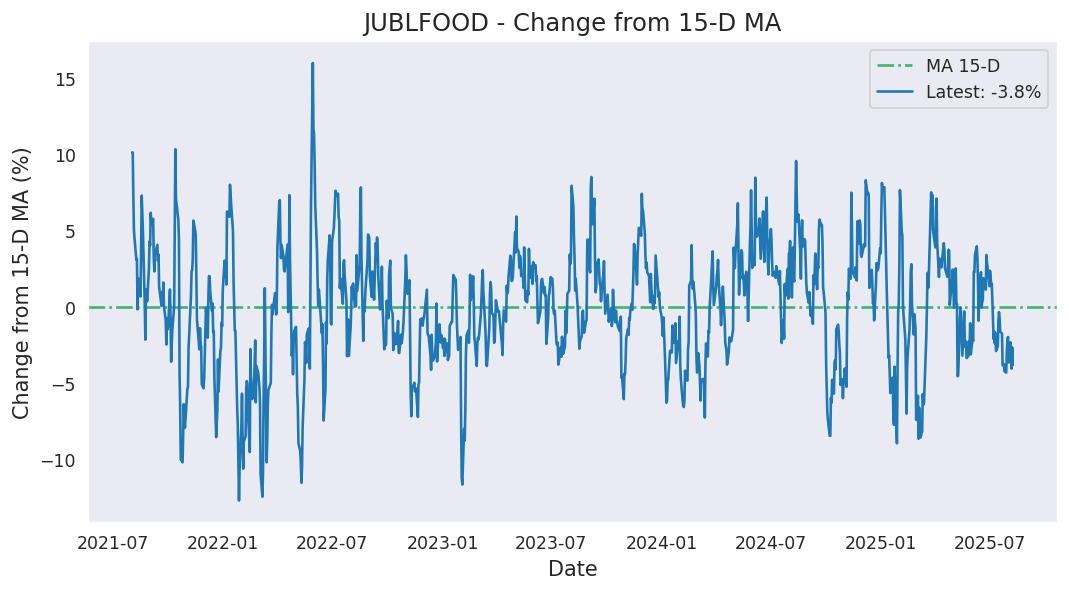 JUBLFOOD - Change from 15-D MA
MA 15-D
Latest: -3.8%
Change from 15-D MA (%)
15
10
5
0
−5
−10
2021-07 2022-01 2022-07 2023-01 2023-07 2024-01 2024-07 2025-01 2025-07
Date